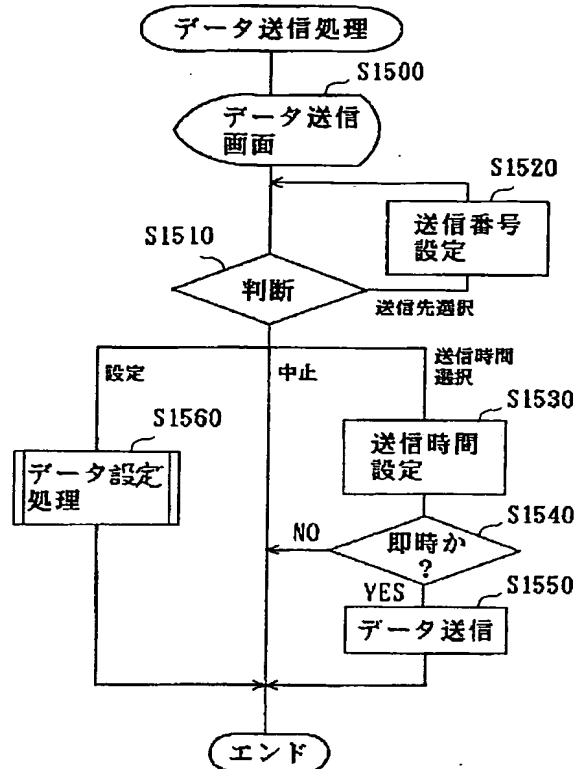 データ送信処理
S1500
データ送信
画面
S1520
送信番号
設定
S1510
判断
送信先選択
設定
中止
送信時間
選択
S1530
送信時間
設定
S1560
データ設定
処理
S1540
即時か
?
NO
YES
S1550
データ送信
エンド